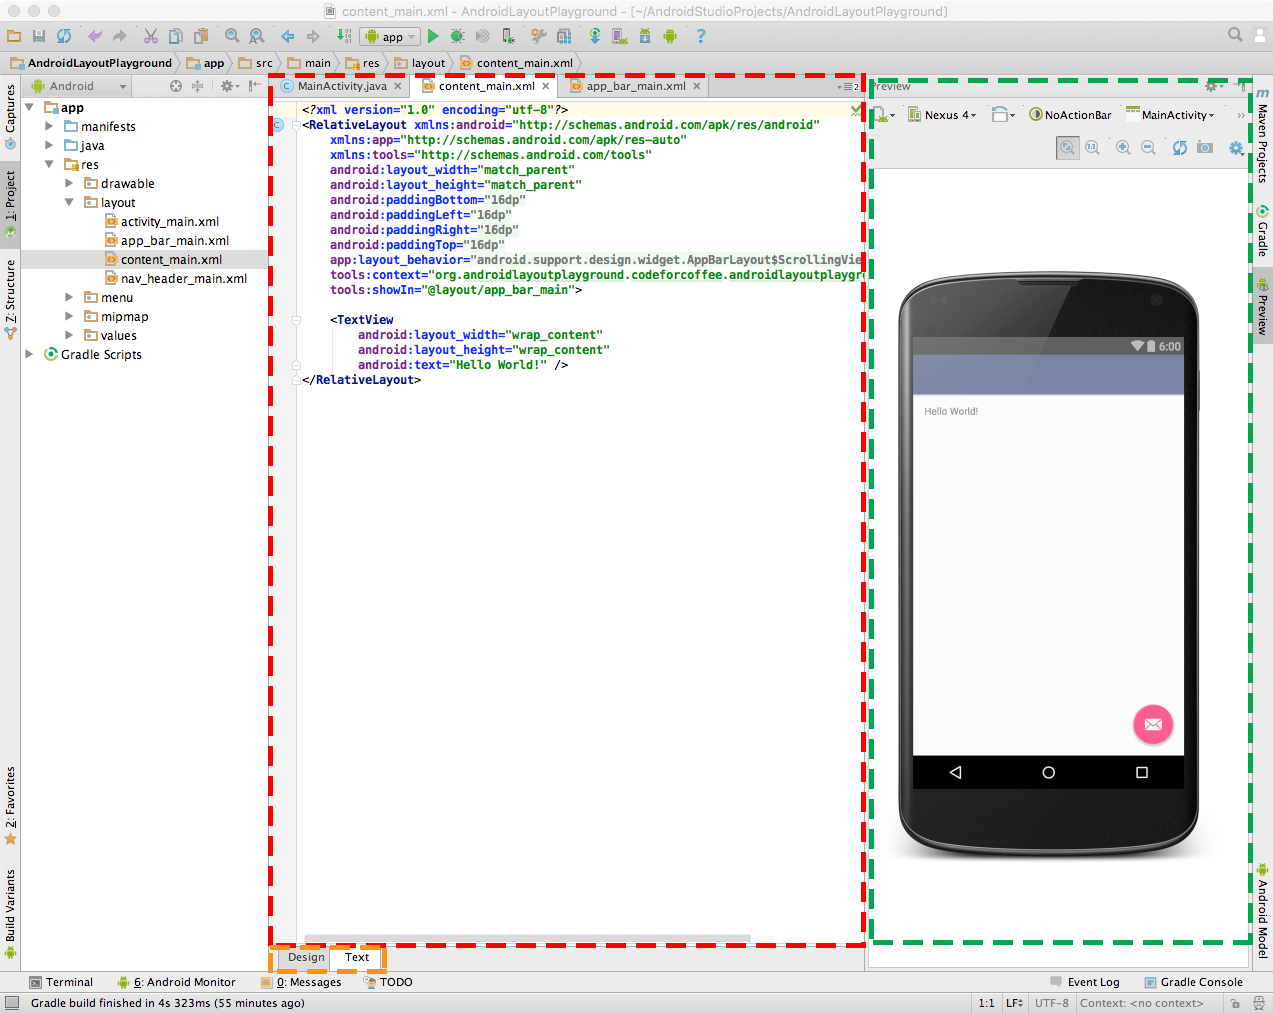 content_main.xml - AndroidLayoutPlayground - [~/AndroidStudioProjects/AndroidLayoutPlayground]
app
AndroidLayoutPlayground app src main res layout content_main.xml
Android
MainActivity.java content_main.xml app_bar_main.xml
Preview
Captures
1: Project
Z: Structure
2: Favorites
Build Variants
app
manifests
java
res
drawable
layout
activity_main.xml
app_bar_main.xml
content_main.xml
nav_header_main.xml
menu
mipmap
values
Gradle Scripts
<?xml version="1.0" encoding="utf-8"?>
<RelativeLayout xmlns:android="http://schemas.android.com/apk/res/android"
xmlns:app="http://schemas.android.com/apk/res-auto"
xmlns:tools="http://schemas.android.com/tools"
android:layout_width="match_parent"
android:layout_height="match_parent"
android:paddingBottom="16dp"
android:paddingLeft="16dp"
android:paddingRight="16dp"
android:paddingTop="16dp"
app:layout_behavior="android.support.design.widget.AppBarLayout$ScrollingVie
tools:context="org.androidlayoutplayground.codeforcoffee.androidlayoutplaygro
tools:showIn="@layout/app_bar_main">
<TextView
android:layout_width="wrap_content"
android:layout_height="wrap_content"
android:text="Hello World!" />
</RelativeLayout>
Design Text
Nexus 4 NoActionBar MainActivity
6:00
Hello World!
Maven Projects
Gradle
Preview
Android Model
Terminal 6: Android Monitor 0: Messages TODO Event Log Gradle Console
Gradle build finished in 4s 323ms (55 minutes ago) 1:1 LF UTF-8 Context: <no context>